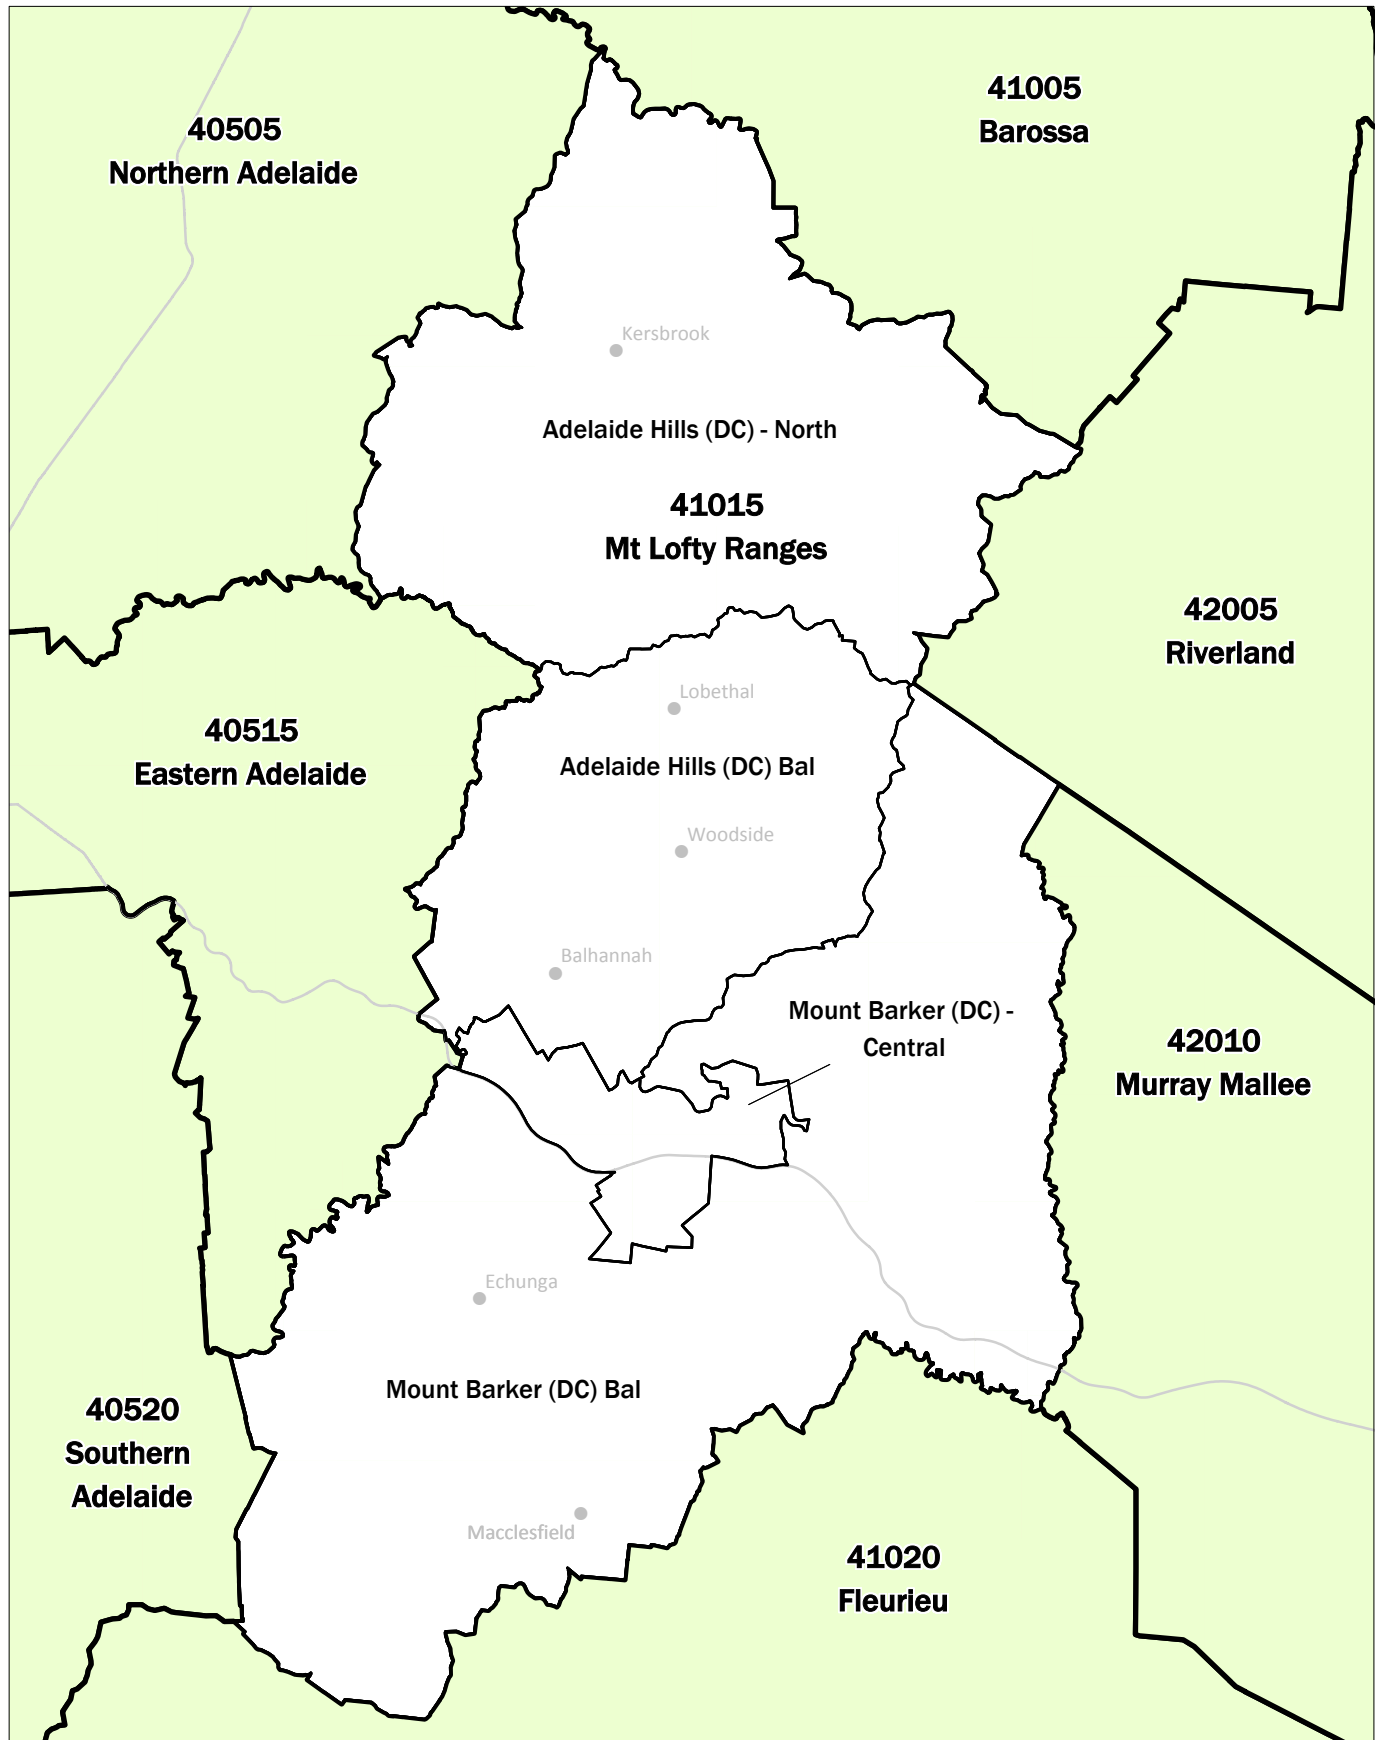 41005
Barossa
40505
Northern Adelaide
Kersbrook
Adelaide Hills (DC) - North
41015
Mt Lofty Ranges
42005
Riverland
Lobethal
40515
Eastern Adelaide
Adelaide Hills (DC) Bal
Woodside
Balhannah
Mount Barker (DC) -
Central
42010
Murray Mallee
Echunga
Mount Barker (DC) Bal
40520
Southern
Adelaide
Macclesfield
41020
Fleurieu